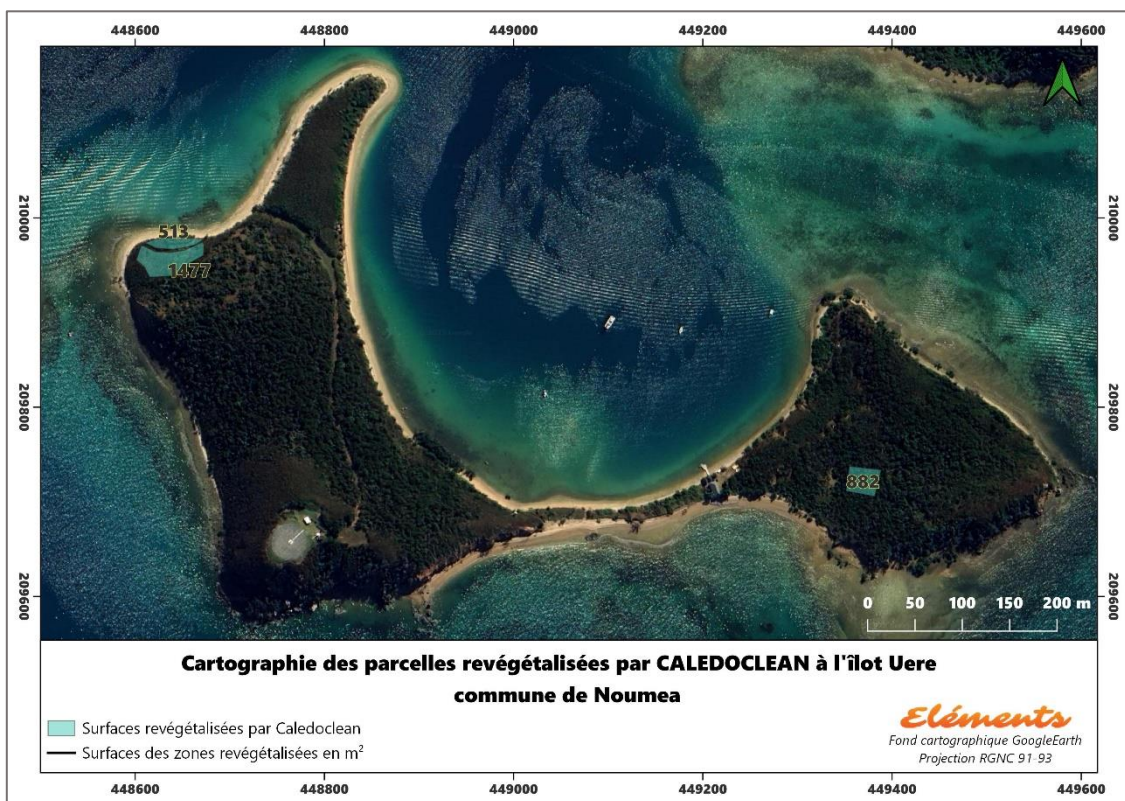 448600 448800 449000 449200 449400 449600
210000 210000
513
1477
209800 209800
882
209600 209600
0 50 100 150 200 m
Cartographie des parcelles revégétalisées par CALEDOCLEAN à l'îlot Uere
commune de Noumea
Surfaces revégétalisées par Caledoclean
Surfaces des zones revégétalisées en m²
Eléments
Fond cartographique GoogleEarth
Projection RGNC 91-93
448600 448800 449000 449200 449400 449600